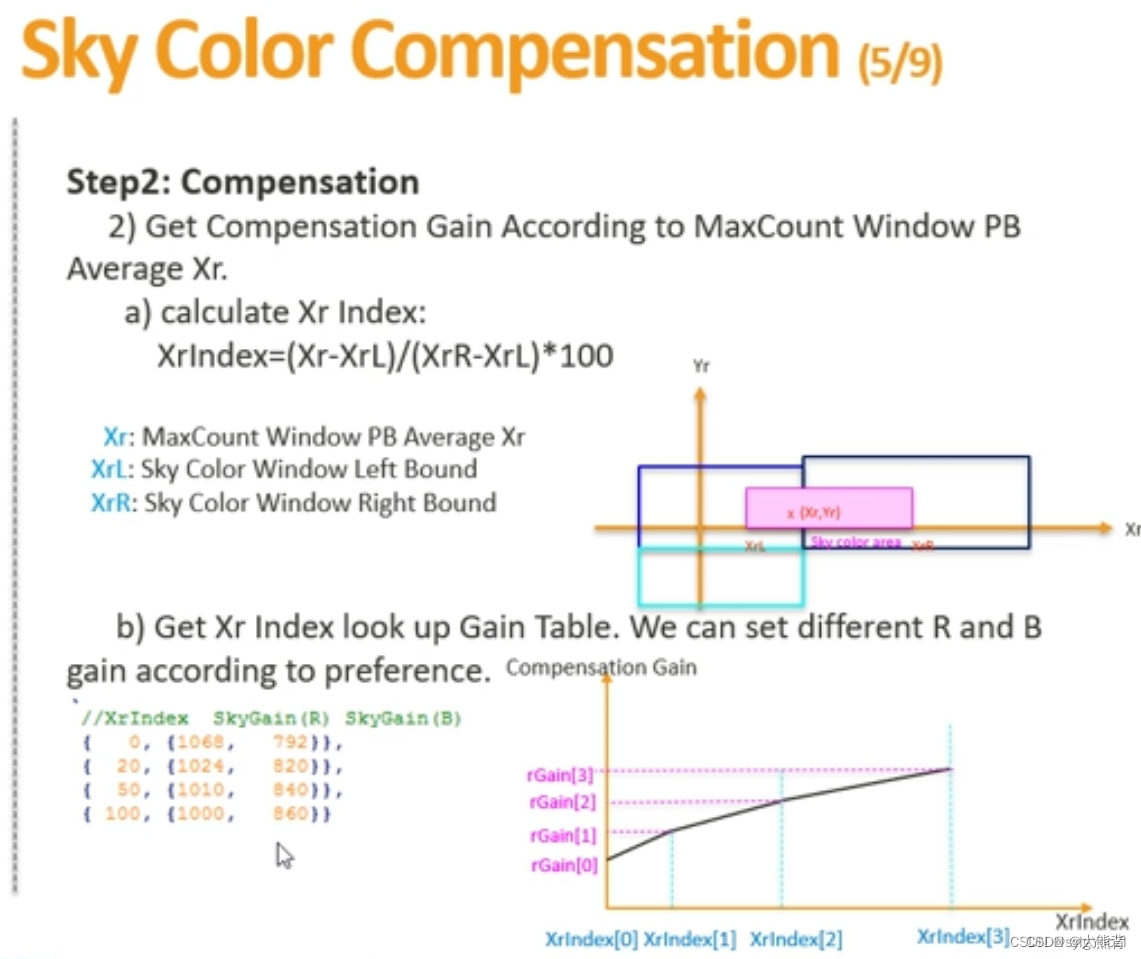 Sky Color Compensation (5/9)
Step2: Compensation
2) Get Compensation Gain According to MaxCount Window PB
Average Xr.
a) calculate Xr Index:
XrIndex=(Xr-XrL)/(XrR-XrL)*100
Xr: MaxCount Window PB Average Xr
XrL: Sky Color Window Left Bound
XrR: Sky Color Window Right Bound
Yr
x (Xr,Yr)
Xr
XrL Sky color area XrR
b) Get Xr Index look up Gain Table. We can set different R and B
gain according to preference.
Compensation Gain
//XrIndex SkyGain(R) SkyGain(B)
{ 0, {1068, 792}},
{ 20, {1024, 820}},
{ 50, {1010, 840}},
{ 100, {1000, 860}}
rGain[3]
rGain[2]
rGain[1]
rGain[0]
XrIndex
XrIndex[0] XrIndex[1] XrIndex[2] XrIndex[3]
CSDN